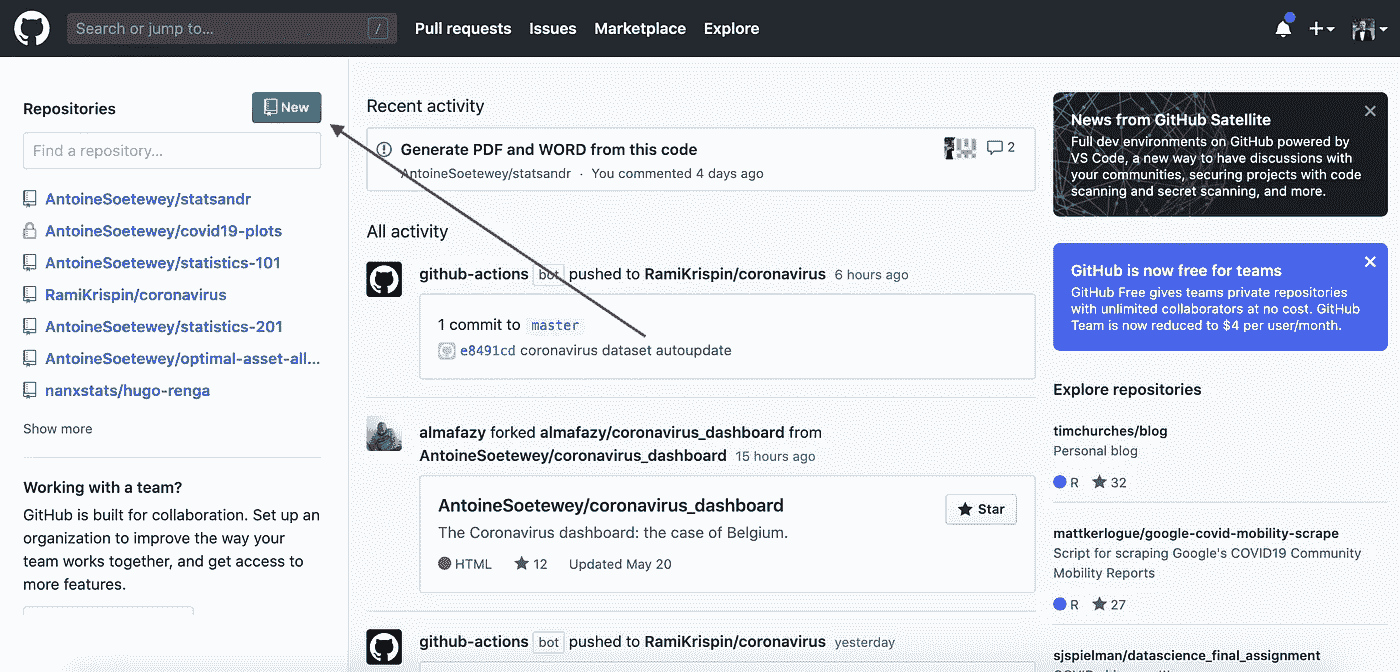 Search or jump to...
/
Pull requests
Issues
Marketplace
Explore
Repositories
New
Find a repository...
AntoineSoetewey/statsandr
AntoineSoetewey/covid19-plots
AntoineSoetewey/statistics-101
RamiKrispin/coronavirus
AntoineSoetewey/statistics-201
AntoineSoetewey/optimal-asset-all...
nanxstats/hugo-renga
Show more
Working with a team?
GitHub is built for collaboration. Set up an
organization to improve the way your
team works together, and get access to
more features.
Recent activity
Generate PDF and WORD from this code
2
AntoineSoetewey/statsandr · You commented 4 days ago
All activity
github-actions bot pushed to RamiKrispin/coronavirus 6 hours ago
1 commit to master
e8491cd coronavirus dataset autoupdate
almafazy forked almafazy/coronavirus_dashboard from
AntoineSoetewey/coronavirus_dashboard 15 hours ago
AntoineSoetewey/coronavirus_dashboard
Star
The Coronavirus dashboard: the case of Belgium.
HTML 12 Updated May 20
github-actions bot pushed to RamiKrispin/coronavirus yesterday
News from GitHub Satellite
Full dev environments on GitHub powered by
VS Code, a new way to have discussions with
your communities, securing projects with code
scanning and secret scanning, and more.
GitHub is now free for teams
GitHub Free gives teams private repositories
with unlimited collaborators at no cost. GitHub
Team is now reduced to $4 per user/month.
Explore repositories
timchurches/blog
Personal blog
R 32
mattkerlogue/google-covid-mobility-scrape
Script for scraping Google's COVID19 Community
Mobility Reports
R 27
sjspielman/datascience_final_assignment